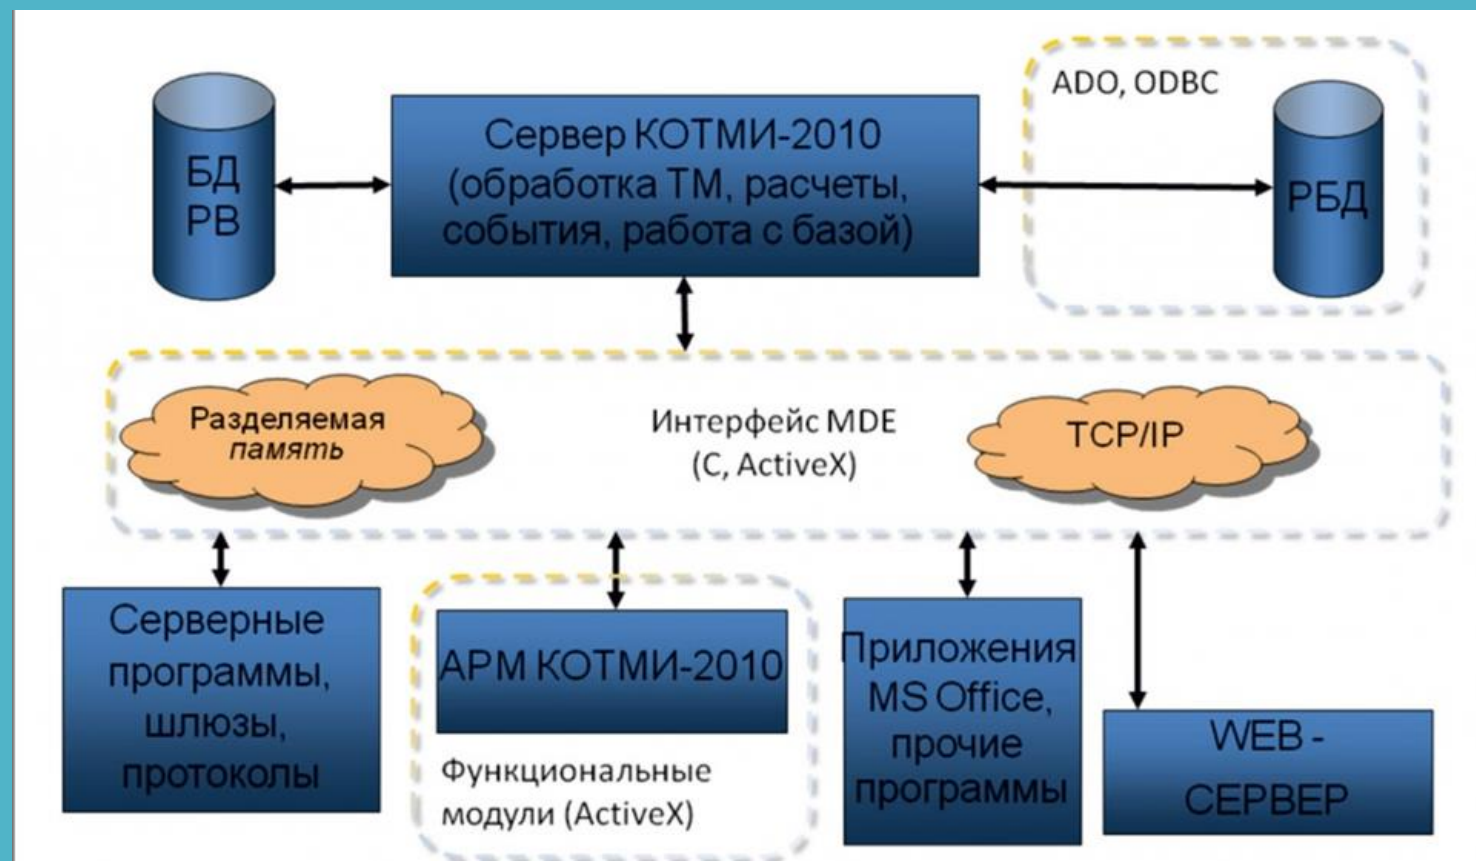 ADO, ODBC
Сервер КОТМИ-2010
(обработка ТМ, расчеты,
события, работа с базой)
БД
РВ
РБД
Разделяемая
память
Интерфейс MDE
(C, ActiveX)
TCP/IP
Серверные
программы,
шлюзы,
протоколы
АРМ КОТМИ-2010
Функциональные
модули (ActiveX)
Приложения
MS Office,
прочие
программы
WEB -
СЕРВЕР